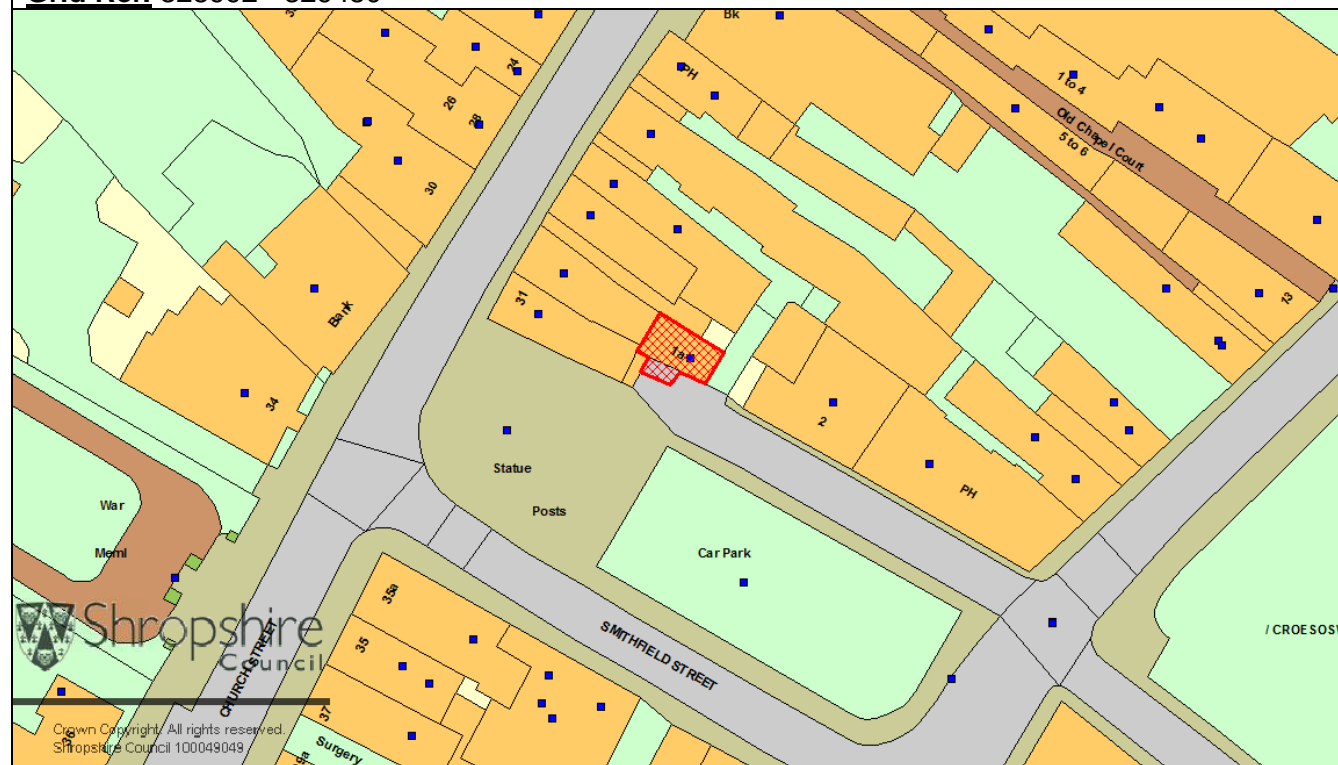 Bk
PH
24
26
28
1 to 4
Old Chapel Court
5 to 6
30
31
13
Bank
1a
34
2
PH
Statue
War
Posts
Meml
Car Park
35a
SMITHFIELD STREET
/ CROESOSW
35
Shropshire
Council
CHURCH STREET
37
36
Crown Copyright. All rights reserved.
Shropshire Council 100049049
Surgery